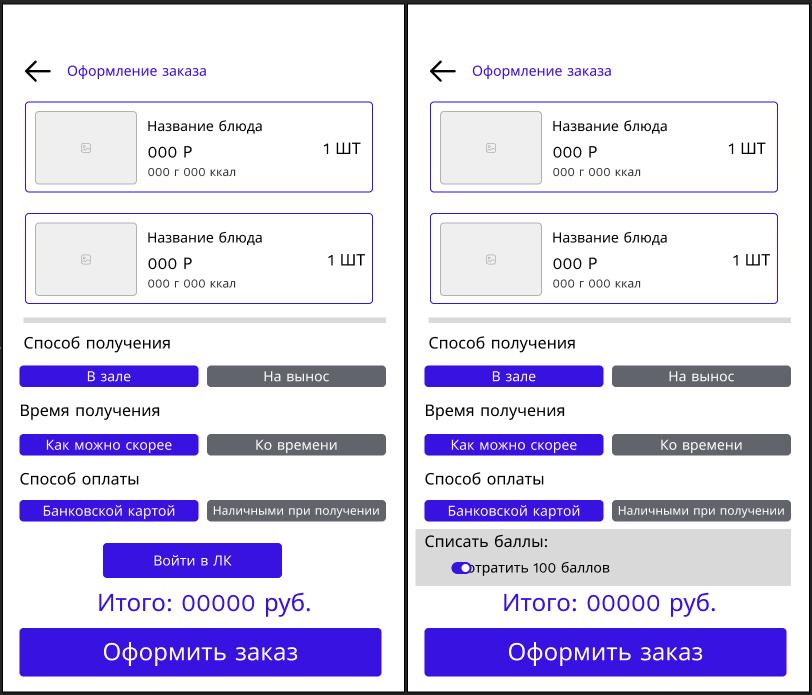 Оформление заказа
Название блюда
000 Р
1 ШТ
000 г 000 ккал
Название блюда
000 Р
1 ШТ
000 г 000 ккал
Способ получения
В зале
На вынос
Время получения
Как можно скорее
Ко времени
Способ оплаты
Банковской картой
Наличными при получении
Войти в ЛК
Итого: 00000 руб.
Оформить заказ
Оформление заказа
Название блюда
000 Р
1 ШТ
000 г 000 ккал
Название блюда
000 Р
1 ШТ
000 г 000 ккал
Способ получения
В зале
На вынос
Время получения
Как можно скорее
Ко времени
Способ оплаты
Банковской картой
Наличными при получении
Списать баллы:
отратить 100 баллов
Итого: 00000 руб.
Оформить заказ